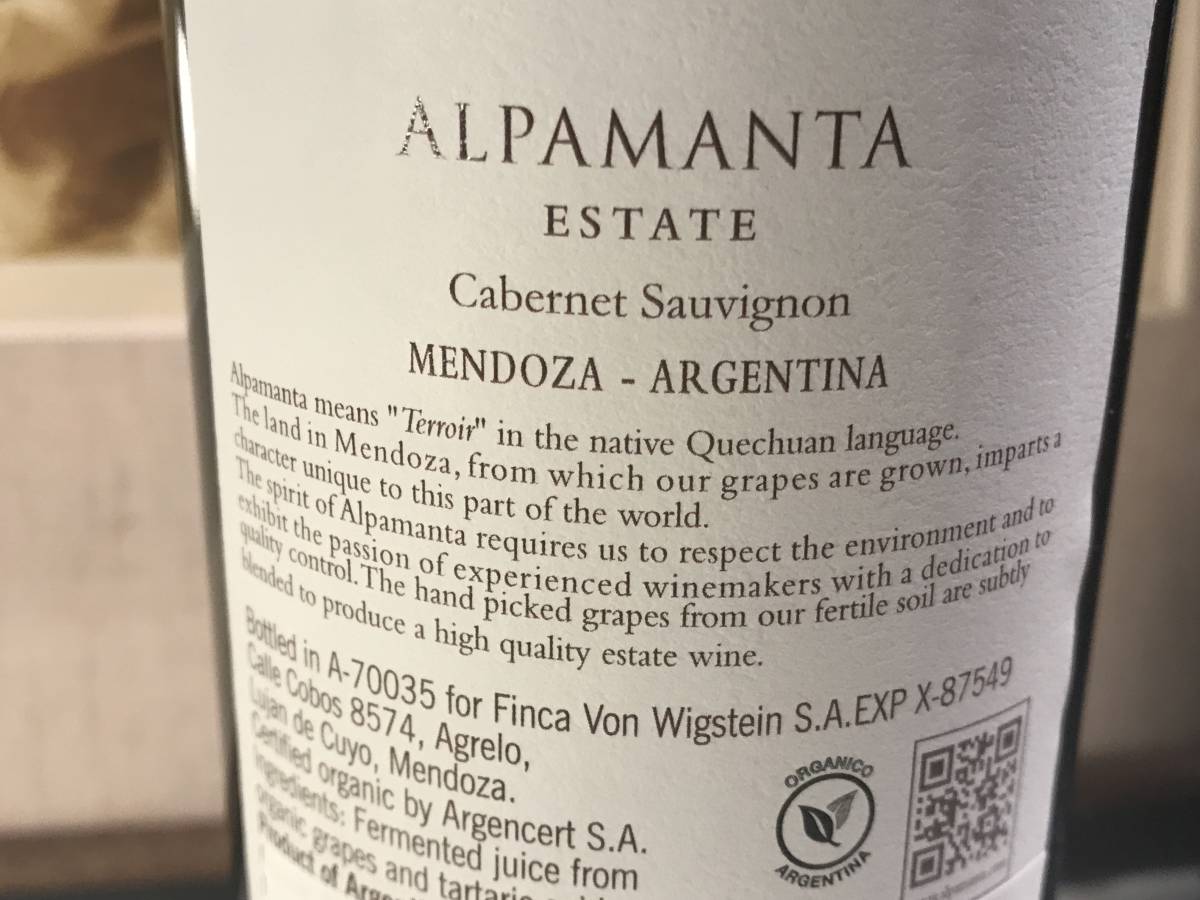 ALPAMANTA
ESTATE
Cabernet Sauvignon
MENDOZA - ARGENTINA
Alpamanta means "Terroir" in the native Quechuan language.
The land in Mendoza, from which our grapes are grown, imparts a
character unique to this part of the world.
The spirit of Alpamanta requires us to respect the environment and to
exhibit the passion of experienced winemakers with a dedication to
quality control. The hand picked grapes from our fertile soil are subtly
blended to produce a high quality estate wine.
Bottled in A-70035 for Finca Von Wigstein S.A. EXP X-87549
Calle Cobos 8574, Agrelo,
Lujan de Cuyo, Mendoza.
Certified organic by Argencert S.A.
Ingredients: Fermented juice from
organic grapes and
Product of
ORGANICO
ARGENTINA